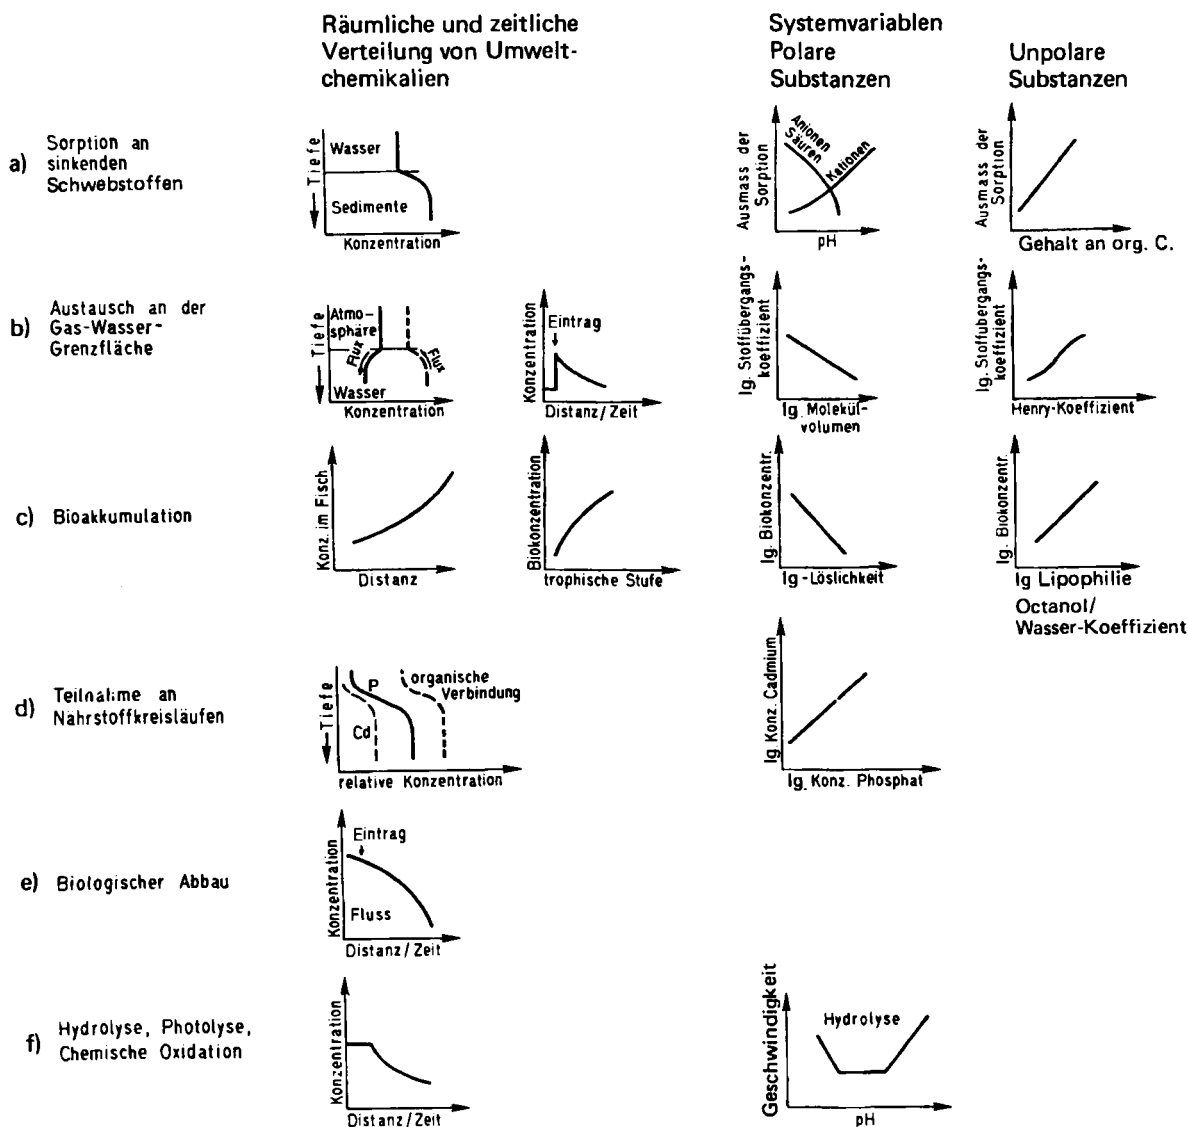 Räumliche und zeitliche
Verteilung von Umwelt-
chemikalien
Systemvariablen
Polare
Substanzen
Unpolare
Substanzen
a) Sorption an
sinkenden
Schwebstoffen
Tiefe
Wasser
Sedimente
Konzentration
Ausmass der
Sorption
Anionen
Säuren
Kationen
pH
Ausmass der
Sorption
Gehalt an org. C.
b) Austausch an der
Gas-Wasser-
Grenzfläche
Tiefe
Atmo-
sphäre
Flux
Flux
Wasser
Konzentration
Konzentration
Eintrag
Distanz/Zeit
lg. Stoffübergangs-
koeffizient
lg. Molekül-
volumen
lg. Stoffubergangs-
koeffizient
Henry-Koeffizient
c) Bioakkumulation
Konz. im Fisch
Distanz
Biokonzentration
trophische Stufe
lg. Biokonzentr.
lg-Löslichkeit
lg. Biokonzentr.
lg Lipophilie
Octanol/
Wasser-Koeffizient
d) Teilnahme an
Nährstoffkreisläufen
Tiefe
P
Cd
organische
Verbindung
relative Konzentration
lg. Konz. Cadmium
lg. Konz. Phosphat
e) Biologischer Abbau
Konzentration
Eintrag
Fluss
Distanz/Zeit
f) Hydrolyse, Photolyse,
Chemische Oxidation
Konzentration
Distanz/Zeit
Geschwindigkeit
Hydrolyse
pH